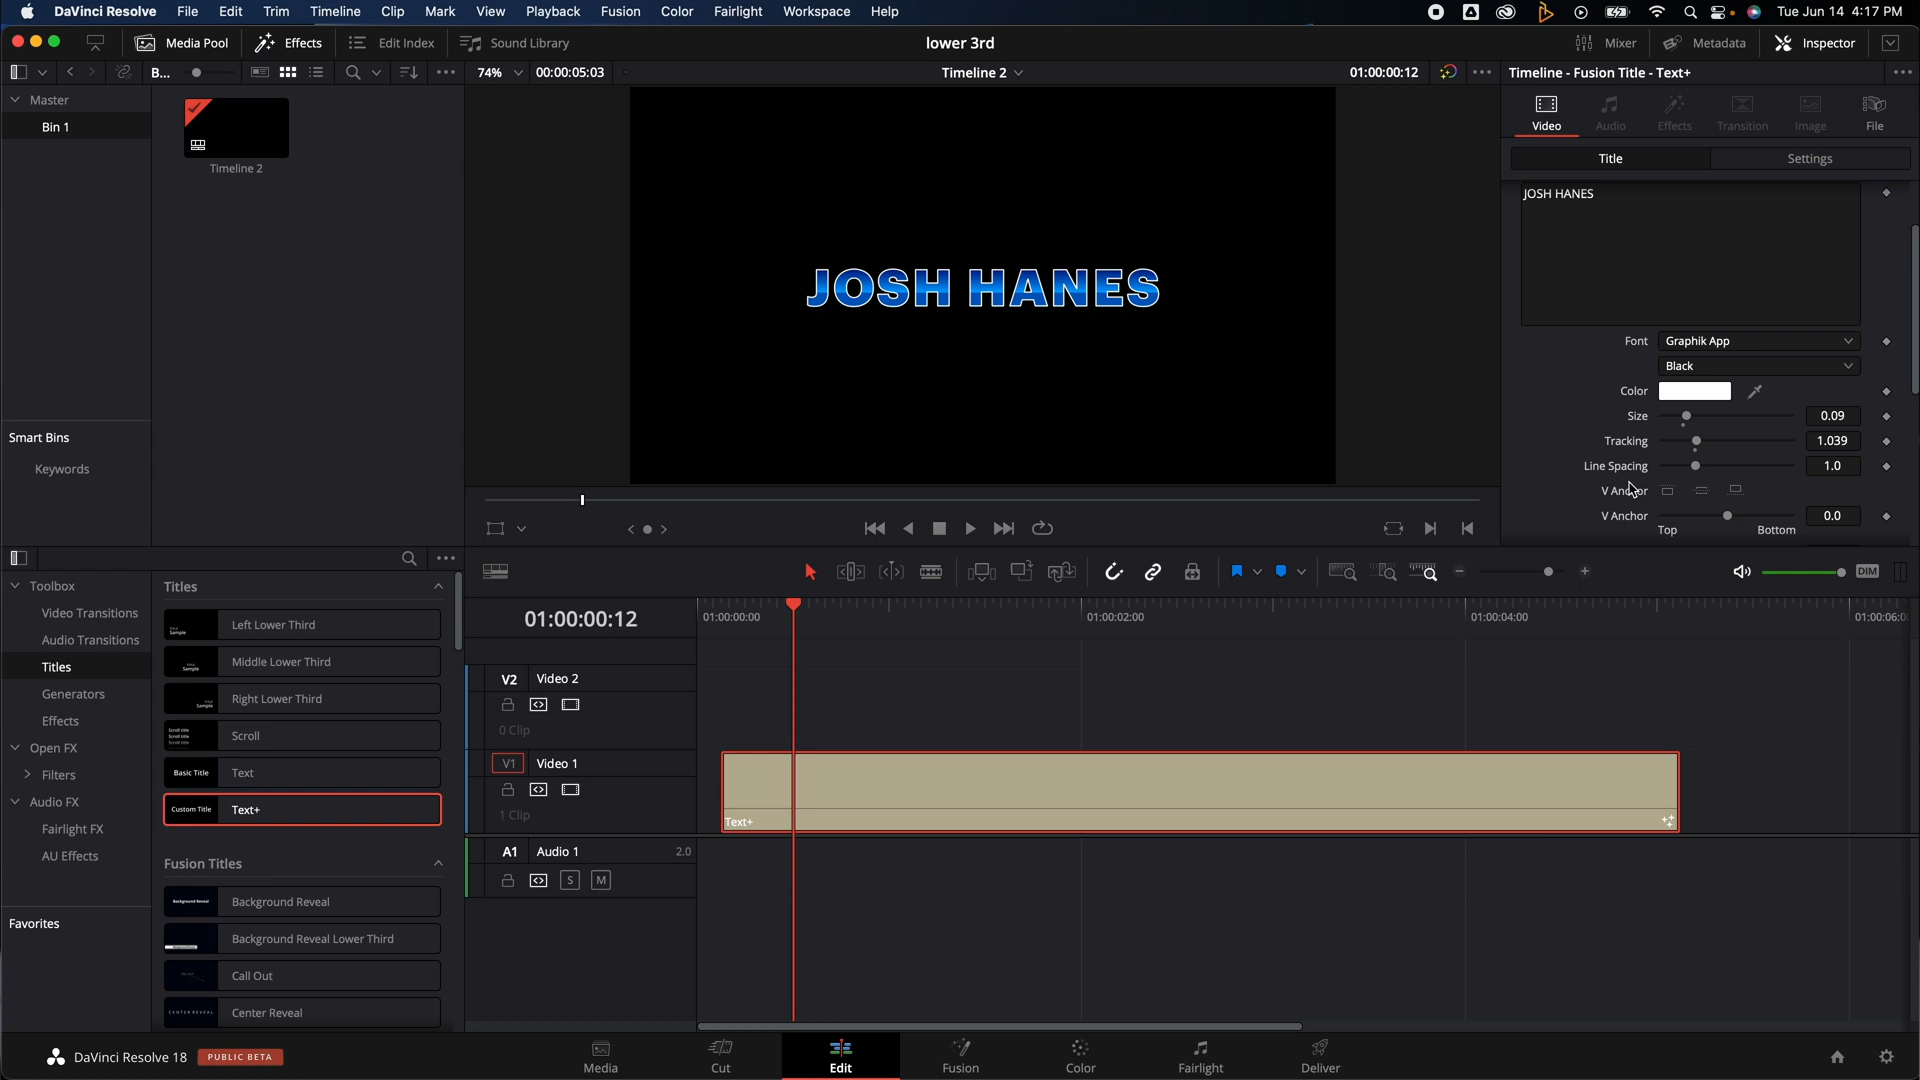 DaVinci Resolve File Edit Trim Timeline Clip Mark View Playback Fusion Color Fairlight Workspace Help Tue Jun 14 4:17 PM
Media Pool Effects Edit Index Sound Library lower 3rd Mixer Metadata Inspector
B... 74% 00:00:05:03 Timeline 2 01:00:00:12 Timeline - Fusion Title - Text+
Master
Bin 1
Timeline 2
Video Audio Effects Transition Image File
Title Settings
JOSH HANES
JOSH HANES
Font Graphik App
Black
Color
Size 0.09
Tracking 1.039
Line Spacing 1.0
V Anchor
V Anchor 0.0
Top Bottom
Smart Bins
Keywords
DIM
Toolbox
Video Transitions
Audio Transitions
Titles
Generators
Effects
Open FX
Filters
Audio FX
Fairlight FX
AU Effects
Favorites
Titles
Left Lower Third
Middle Lower Third
Right Lower Third
Scroll
Basic Title Text
Custom Title Text+
Fusion Titles
Background Reveal Background Reveal
Background Reveal Lower Third
Call Out
CENTER REVEAL Center Reveal
01:00:00:12 01:00:00:00 01:00:02:00 01:00:04:00 01:00:06:0
V2 Video 2
0 Clip
V1 Video 1
1 Clip
Text+
A1 Audio 1 2.0
S M
DaVinci Resolve 18 PUBLIC BETA
Media Cut Edit Fusion Color Fairlight Deliver